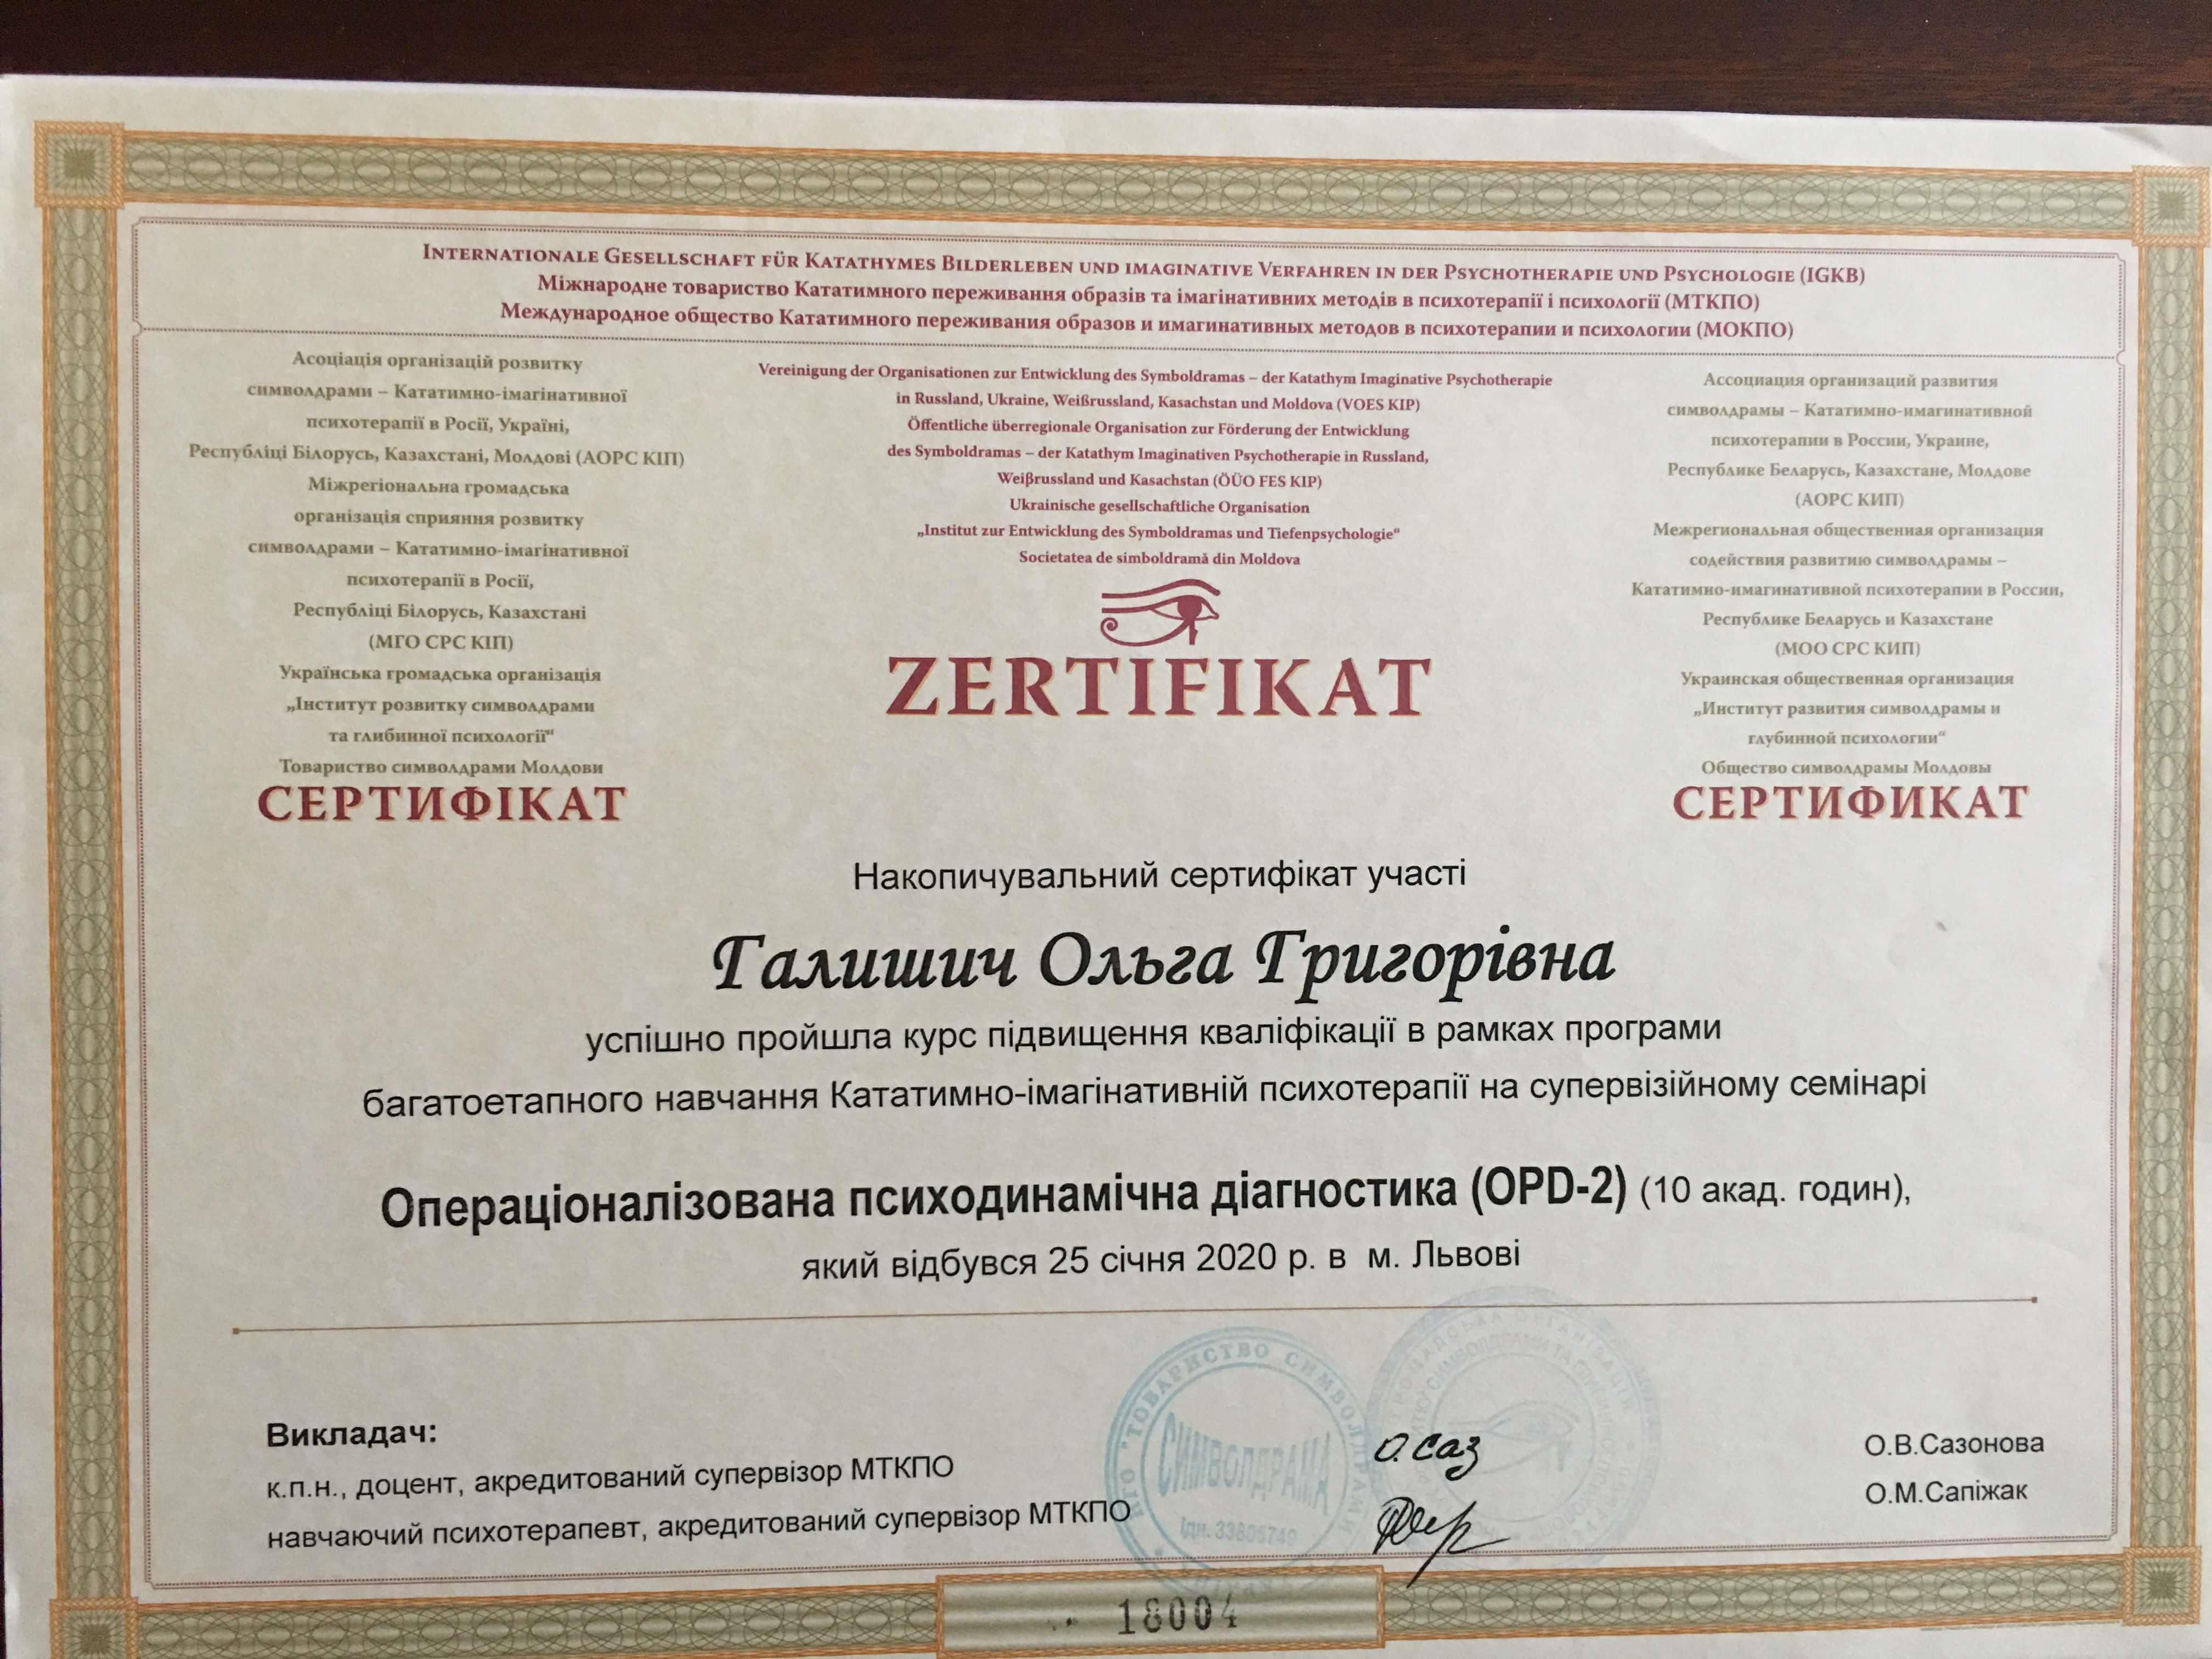 Internationale Gesellschaft für Katathymes Bilderleben und imaginative Verfahren in der Psychotherapie und Psychologie (IGKB)
Міжнародне товариство Кататимного переживання образів та імагінативних методів в психотерапії і психології (МТКПО)
Международное общество Кататимного переживания образов и имагинативных методов в психотерапии и психологии (МОКПО)
Асоціація організацій розвитку
символдрами – Кататимно-імагінативної
психотерапії в Росії, Україні,
Республіці Білорусь, Казахстані, Молдові (АОРС КІП)
Міжрегіональна громадська
організація сприяння розвитку
символдрами – Кататимно-імагінативної
психотерапії в Росії,
Республіці Білорусь, Казахстані
(МГО СРС КІП)
Українська громадська організація
„Інститут розвитку символдрами
та глибинної психології“
Товариство символдрами Молдови
СЕРТИФІКАТ
Vereinigung der Organisationen zur Entwicklung des Symboldramas – der Katathym Imaginative Psychotherapie
in Russland, Ukraine, Weißrussland, Kasachstan und Moldova (VOES KIP)
Öffentliche überregionale Organisation zur Förderung der Entwicklung
des Symboldramas – der Katathym Imaginativen Psychotherapie in Russland,
Weißrussland und Kasachstan (ÖÜO FES KIP)
Ukrainische gesellschaftliche Organisation
„Institut zur Entwicklung des Symboldramas und Tiefenpsychologie“
Societatea de simboldramă din Moldova
ZERTIFIKAT
Ассоциация организаций развития
символдрамы – Кататимно-имагинативной
психотерапии в России, Украине,
Республике Беларусь, Казахстане, Молдове
(АОРС КИП)
Межрегиональная общественная организация
содействия развитию символдрамы –
Кататимно-имагинативной психотерапии в России,
Республике Беларусь и Казахстане
(МОО СРС КИП)
Украинская общественная организация
„Институт развития символдрамы и
глубинной психологии“
Общество символдрамы Молдовы
СЕРТИФИКАТ
Накопичувальний сертифікат участі
Галишич Ольга Григорівна
успішно пройшла курс підвищення кваліфікації в рамках програми
багатоетапного навчання Кататимно-імагінативній психотерапії на супервізійному семінарі
Операціоналізована психодинамічна діагностика (OPD-2) (10 акад. годин),
який відбувся 25 січня 2020 р. в м. Львові
Викладач:
к.п.н., доцент, акредитований супервізор МТКПО
О.В.Сазонова
навчаючий психотерапевт, акредитований супервізор МТКПО
О.М.Сапіжак
О. Саз
ТОВАРИСТВО СИМВОЛДРАМИ
СИМВОЛДРАМА
18004